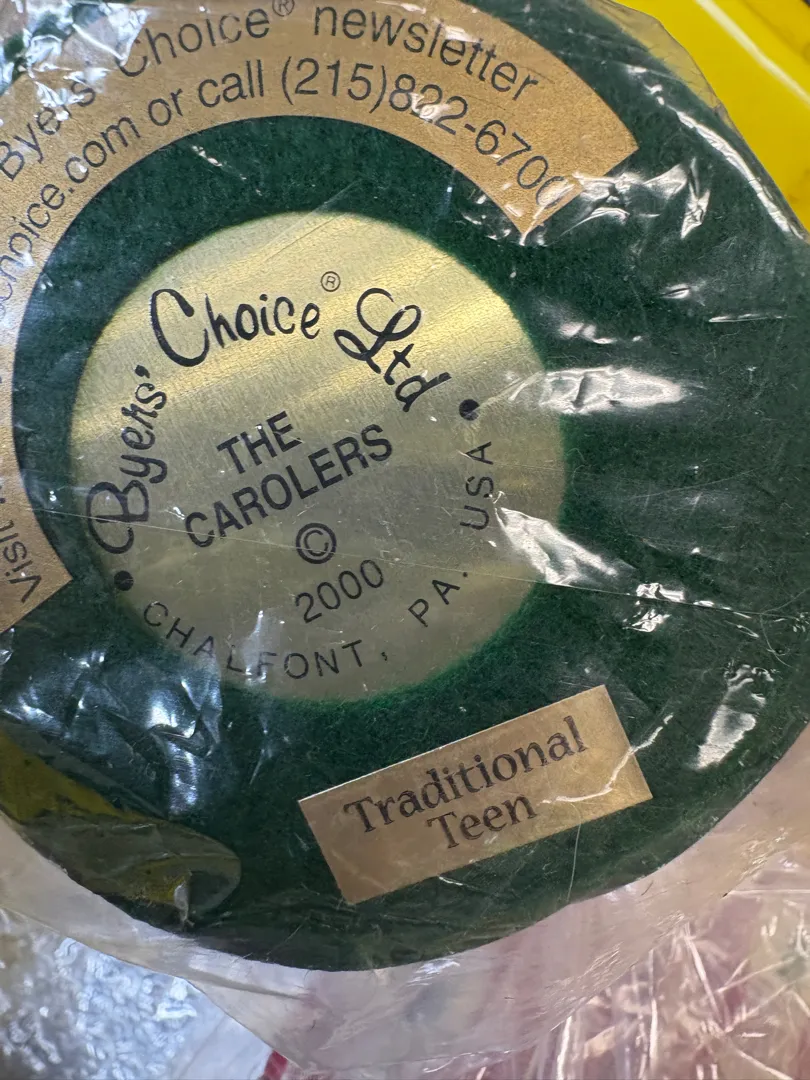 Byers' Choice® newsletter
Visit
choice.com or call (215)822-6700
Byers' Choice® Ltd
THE
CAROLERS
©
2000
CHALFONT, PA. USA
Traditional
Teen